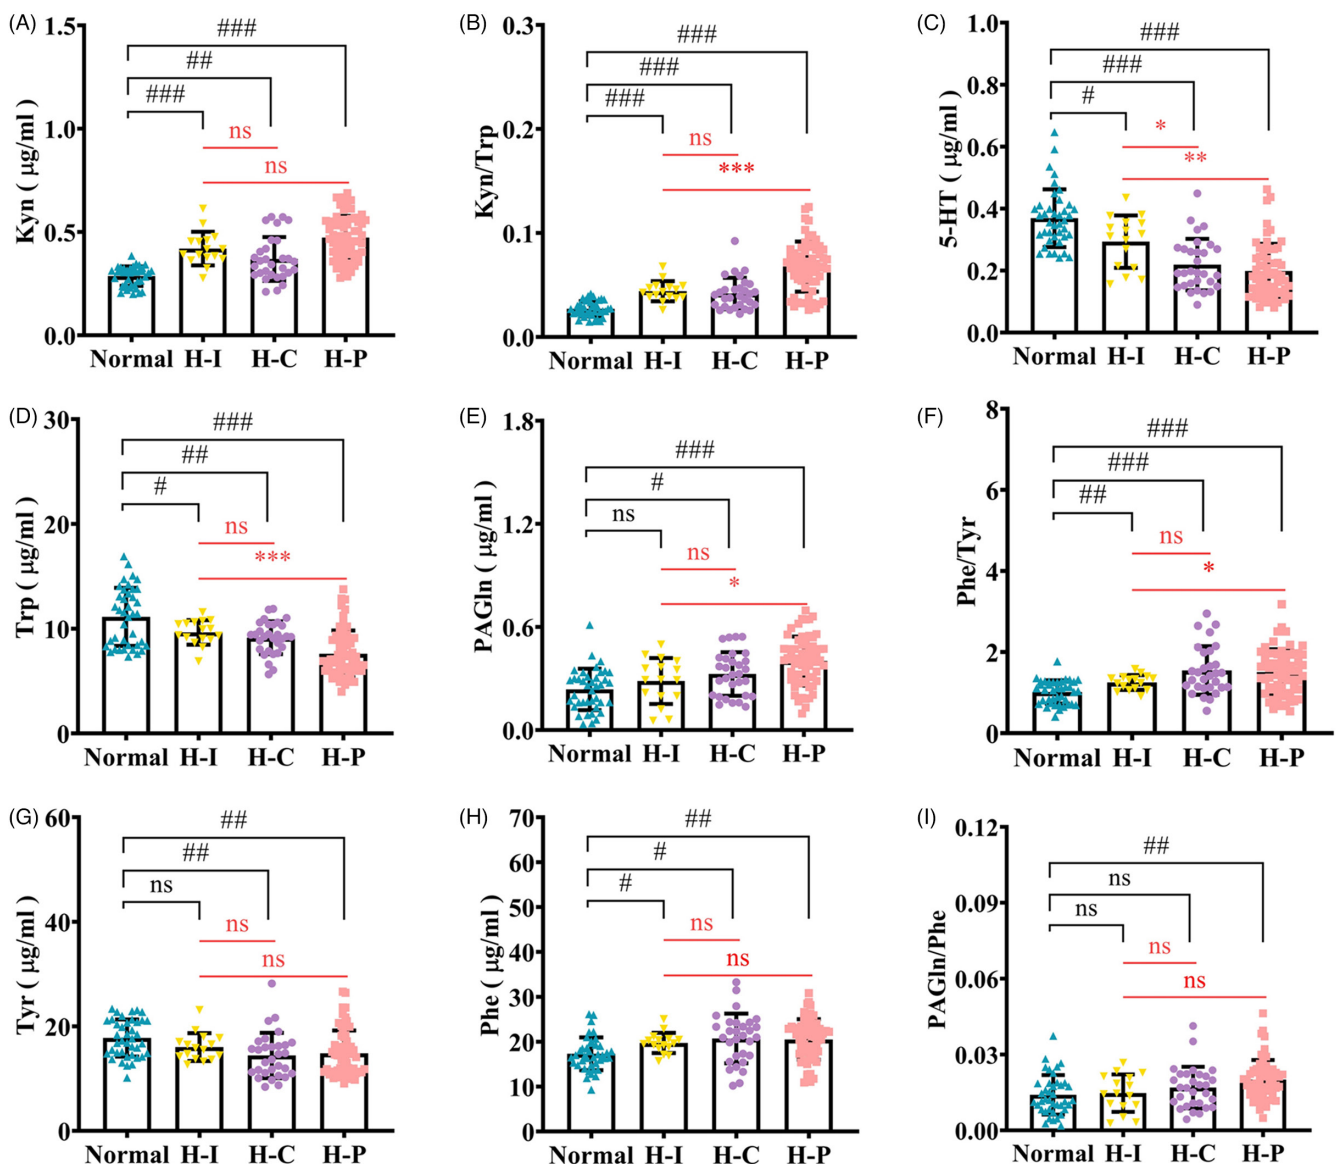 (A)
Kyn ( μg/ml )
1.5
1.0
0.5
0.0
###
##
###
ns
ns
Normal H-I H-C H-P
(B)
Kyn/Trp
0.3
0.2
0.1
0.0
###
###
###
ns
***
Normal H-I H-C H-P
(C)
5-HT ( μg/ml )
1.0
0.8
0.6
0.4
0.2
0.0
###
###
#
*
**
Normal H-I H-C H-P
(D)
Trp ( μg/ml )
30
20
10
0
###
##
#
ns
***
Normal H-I H-C H-P
(E)
PAGln ( μg/ml )
1.8
1.2
0.6
0.0
###
#
ns
ns
*
Normal H-I H-C H-P
(F)
Phe/Tyr
8
6
4
2
0
###
###
##
ns
*
Normal H-I H-C H-P
(G)
Tyr ( μg/ml )
60
40
20
0
##
##
ns
ns
ns
Normal H-I H-C H-P
(H)
Phe ( μg/ml )
70
60
50
40
30
20
10
0
##
#
#
ns
ns
Normal H-I H-C H-P
(I)
PAGln/Phe
0.12
0.09
0.06
0.03
0.00
##
ns
ns
ns
ns
Normal H-I H-C H-P